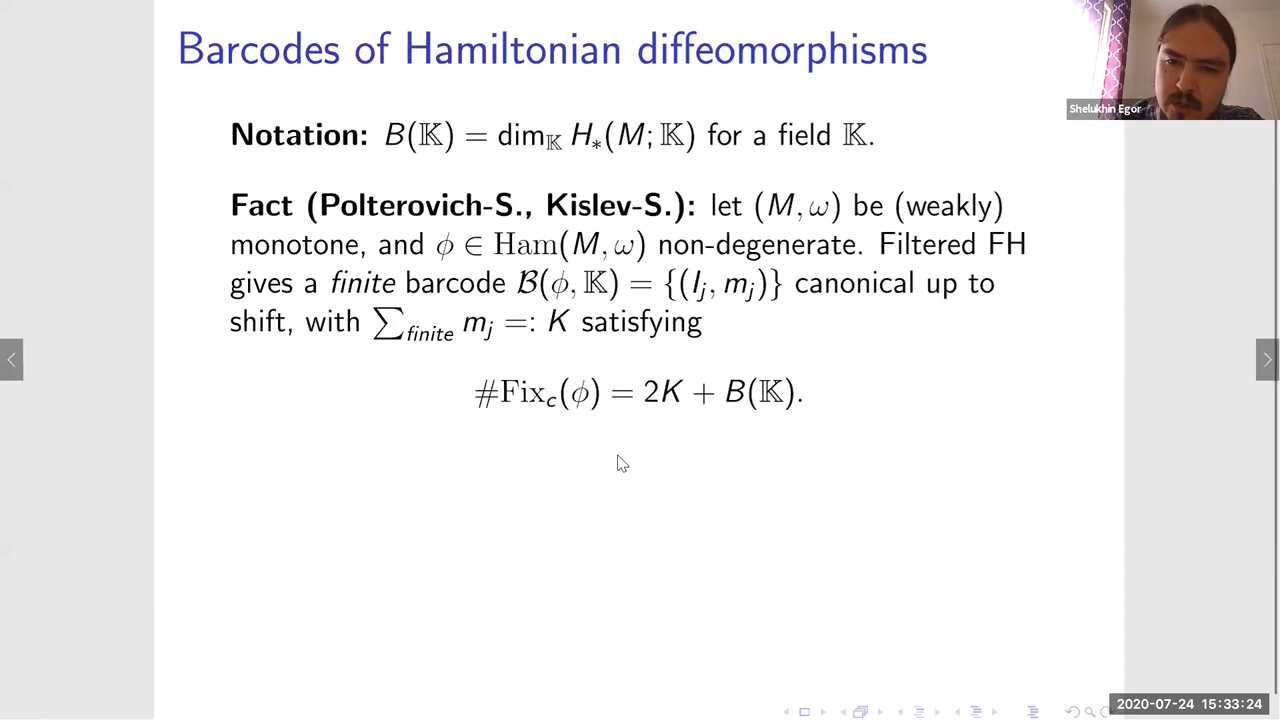 Barcodes of Hamiltonian diffeomorphisms
Shelukhin Egor
Notation: B(𝕂) = dim_𝕂 H_*(M; 𝕂) for a field 𝕂.
Fact (Polterovich-S., Kislev-S.): let (M, ω) be (weakly)
monotone, and ϕ ∈ Ham(M, ω) non-degenerate. Filtered FH
gives a finite barcode ℬ(ϕ, 𝕂) = {(I_j, m_j)} canonical up to
shift, with ∑_finite m_j =: K satisfying
#Fix_c(ϕ) = 2K + B(𝕂).
2020-07-24 15:33:24